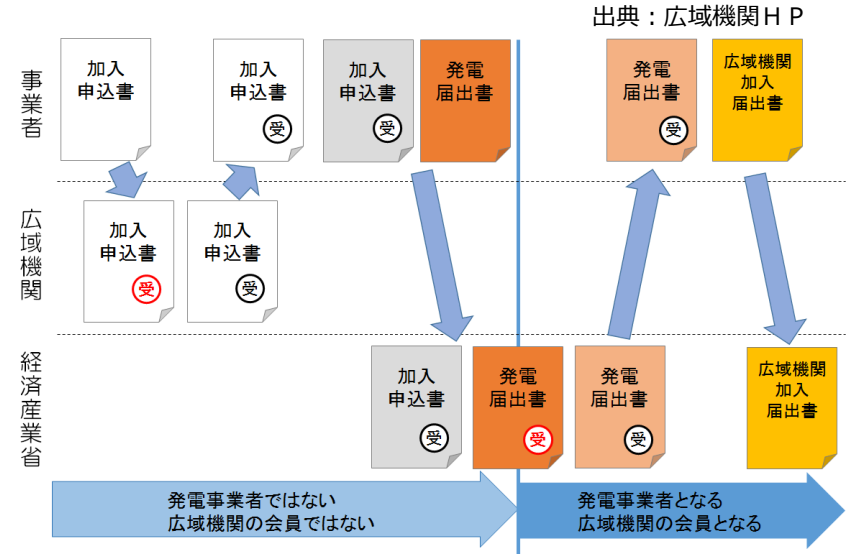 出典：広域機関ＨＰ
事業者
加入
申込書
加入
申込書
受
加入
申込書
受
発電
届出書
発電
届出書
受
広域機関
加入
届出書
広域機関
加入
申込書
受
加入
申込書
受
経済産業省
加入
申込書
受
発電
届出書
受
発電
届出書
受
広域機関
加入
届出書
発電事業者ではない
広域機関の会員ではない
発電事業者となる
広域機関の会員となる